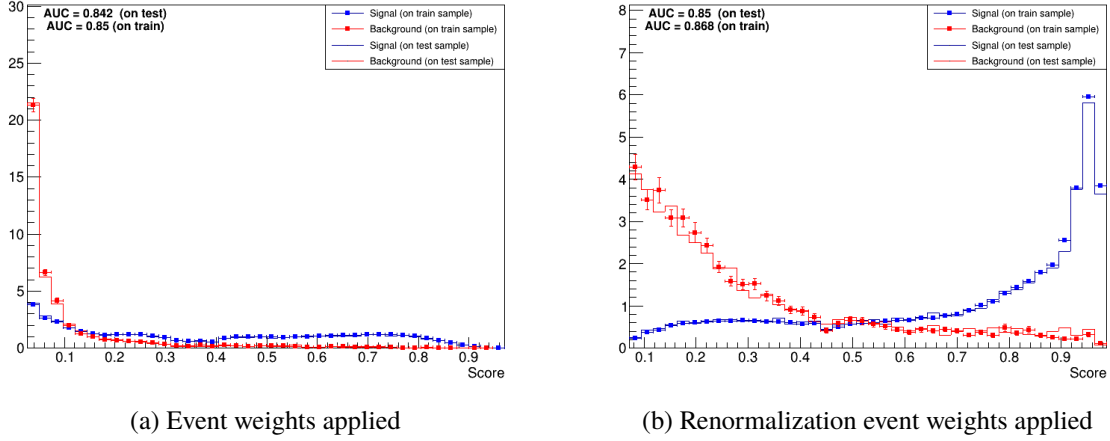 AUC = 0.842 (on test)
AUC = 0.85 (on train)
Signal (on train sample)
Background (on train sample)
Signal (on test sample)
Background (on test sample)
30
25
20
15
10
5
0
0.1 0.2 0.3 0.4 0.5 0.6 0.7 0.8 0.9
Score
(a) Event weights applied
AUC = 0.85 (on test)
AUC = 0.868 (on train)
Signal (on train sample)
Background (on train sample)
Signal (on test sample)
Background (on test sample)
8
7
6
5
4
3
2
1
0
0.1 0.2 0.3 0.4 0.5 0.6 0.7 0.8 0.9
Score
(b) Renormalization event weights applied